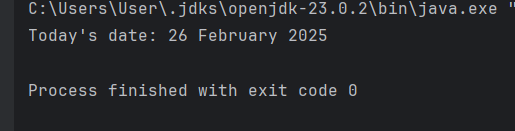 C:\Users\User\.jdks\openjdk-23.0.2\bin\java.exe "
Today's date: 26 February 2025
Process finished with exit code 0